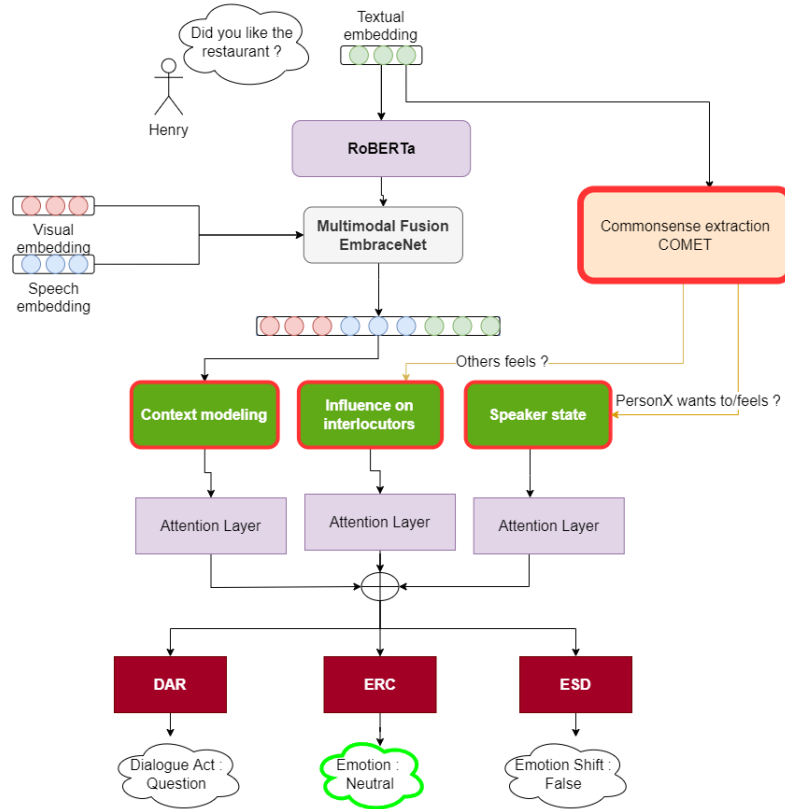 Did you like the
restaurant ?
Textual
embedding
Henry
RoBERTa
Visual
embedding
Speech
embedding
Multimodal Fusion
EmbraceNet
Commonsense extraction
COMET
Others feels ?
PersonX wants to/feels ?
Context modeling
Influence on
interlocutors
Speaker state
Attention Layer
Attention Layer
Attention Layer
DAR
ERC
ESD
Dialogue Act :
Question
Emotion :
Neutral
Emotion Shift :
False